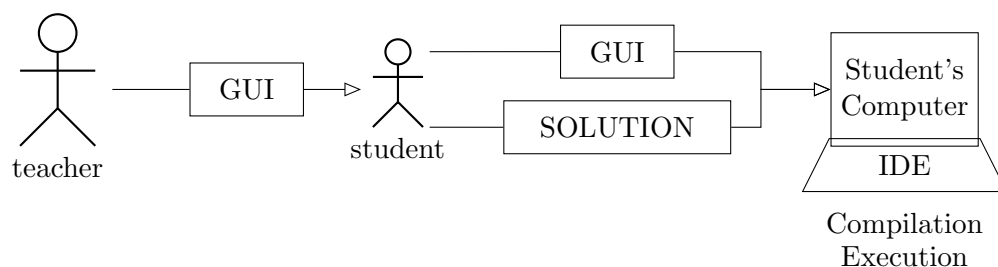 teacher
GUI
student
GUI
SOLUTION
Student's
Computer
IDE
Compilation
Execution